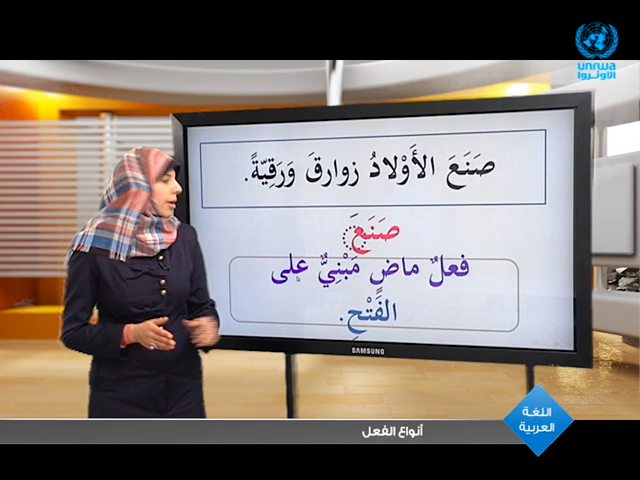 unrwa
الأونروا
صَنَعَ الأَوْلادُ زوارقَ وَرَقِيّةً.
صَنَعَ
فعلٌ ماضٍ مَبْنِيٌّ على
الفَتْحِ.
SAMSUNG
اللغة
العربية
أنواع الفعل